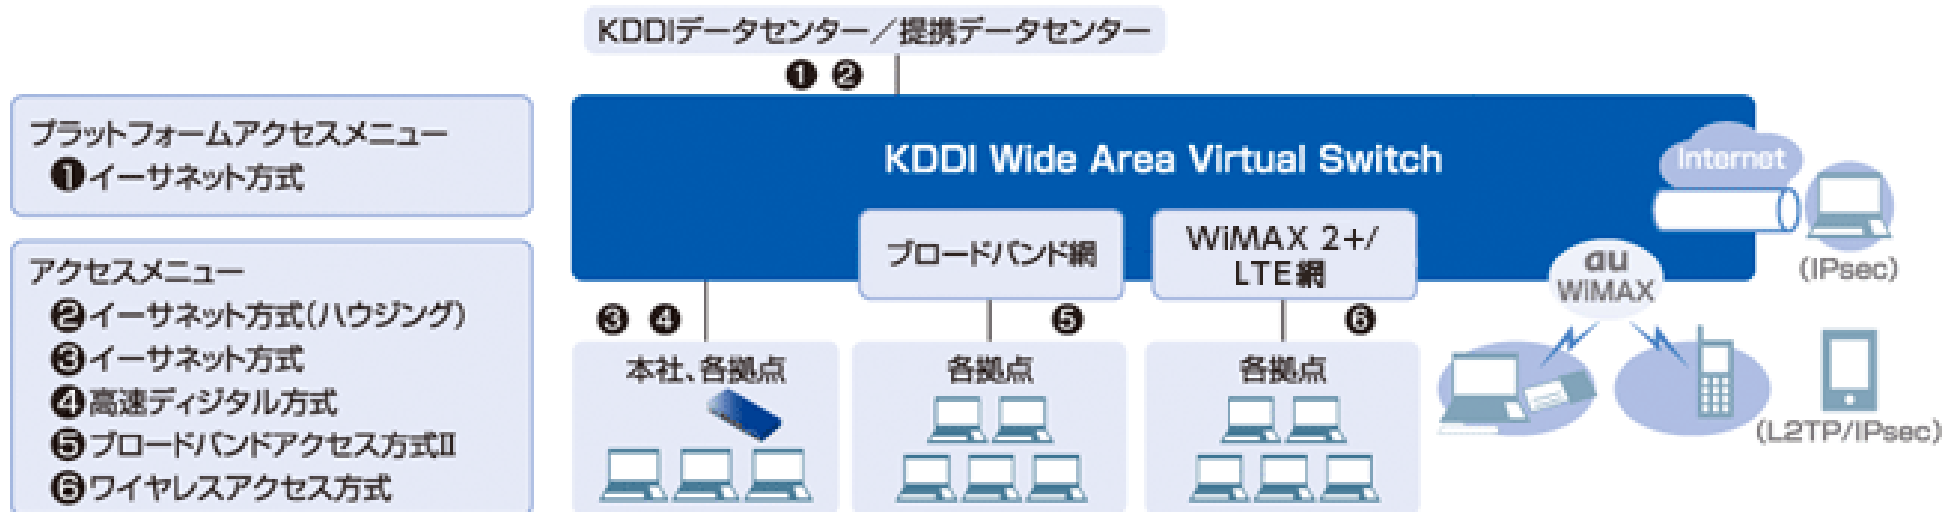 KDDIデータセンター／提携データセンター
❶ ❷
プラットフォームアクセスメニュー
❶イーサネット方式
アクセスメニュー
❷イーサネット方式(ハウジング)
❸イーサネット方式
❹高速ディジタル方式
❺ブロードバンドアクセス方式Ⅱ
❻ワイヤレスアクセス方式
KDDI Wide Area Virtual Switch
Internet
(IPsec)
ブロードバンド網
WiMAX 2+/
LTE網
au
WiMAX
❸ ❹
❺
❻
本社、各拠点
各拠点
各拠点
(L2TP/IPsec)